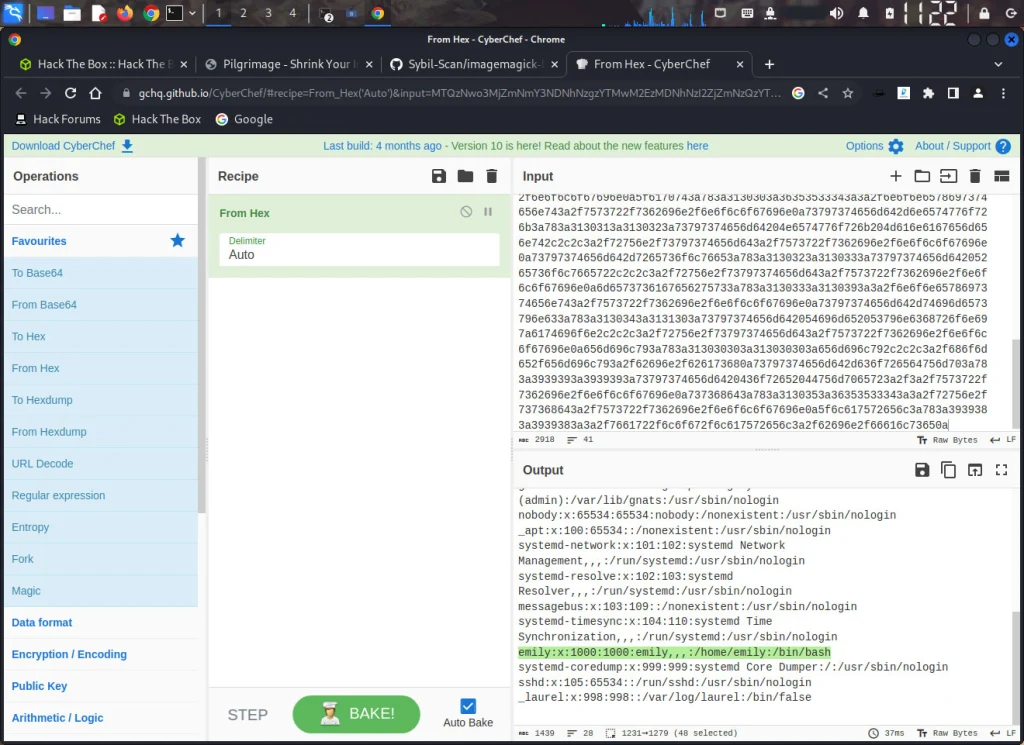 1 2 3 4 2 11:22
From Hex - CyberChef - Chrome
Hack The Box :: Hack The B Pilgrimage - Shrink Your I Sybil-Scan/imagemagick- From Hex - CyberChef
gchq.github.io/CyberChef/#recipe=From_Hex('Auto')&input=MTQzNwo3MjZmNmY3NDNhNzgzYTMwM2EzMDNhNzI2ZjZmNzQzYT...
Hack Forums Hack The Box Google
Download CyberChef Last build: 4 months ago - Version 10 is here! Read about the new features here Options About / Support
Operations
Search...
Favourites
To Base64
From Base64
To Hex
From Hex
To Hexdump
From Hexdump
URL Decode
Regular expression
Entropy
Fork
Magic
Data format
Encryption / Encoding
Public Key
Arithmetic / Logic
Recipe
From Hex
Delimiter
Auto
STEP
BAKE!
Auto Bake
Input
2f6e6f6c6f67696e0a5f6170743a783a3130303a36353533343a3a2f6e6f6e6578697374
656e743a2f7573722f7362696e2f6e6f6c6f67696e0a73797374656d642d6e6574776f72
6b3a783a3130313a3130323a73797374656d64204e6574776f726b204d616e6167656d65
6e742c2c2c3a2f72756e2f73797374656d643a2f7573722f7362696e2f6e6f6c6f67696e
0a73797374656d642d7265736f6c76653a783a3130323a3130333a73797374656d642052
65736f6c7665722c2c2c3a2f72756e2f73797374656d643a2f7573722f7362696e2f6e6f
6c6f67696e0a6d6573736167656275733a783a3130333a3130393a3a2f6e6f6e65786973
74656e743a2f7573722f7362696e2f6e6f6c6f67696e0a73797374656d642d74696d6573
796e633a783a3130343a3131303a73797374656d642054696d652053796e6368726f6e69
7a6174696f6e2c2c2c3a2f72756e2f73797374656d643a2f7573722f7362696e2f6e6f6c
6f67696e0a656d696c793a783a313030303a313030303a656d696c792c2c2c3a2f686f6d
652f656d696c793a2f62696e2f626173680a73797374656d642d636f726564756d703a78
3a3939393a3939393a73797374656d6420436f72652044756d7065723a2f3a2f7573722f
7362696e2f6e6f6c6f67696e0a737368643a783a3130353a36353533343a3a2f72756e2f
737368643a2f7573722f7362696e2f6e6f6c6f67696e0a5f6c617572656c3a783a393938
3a3939383a3a2f7661722f6c6f672f6c617572656c3a2f62696e2f66616c73650a
2918 41 Raw Bytes LF
Output
(admin):/var/lib/gnats:/usr/sbin/nologin
nobody:x:65534:65534:nobody:/nonexistent:/usr/sbin/nologin
_apt:x:100:65534::/nonexistent:/usr/sbin/nologin
systemd-network:x:101:102:systemd Network
Management,,,:/run/systemd:/usr/sbin/nologin
systemd-resolve:x:102:103:systemd
Resolver,,,:/run/systemd:/usr/sbin/nologin
messagebus:x:103:109::/nonexistent:/usr/sbin/nologin
systemd-timesync:x:104:110:systemd Time
Synchronization,,,:/run/systemd:/usr/sbin/nologin
emily:x:1000:1000:emily,,,:/home/emily:/bin/bash
systemd-coredump:x:999:999:systemd Core Dumper:/:/usr/sbin/nologin
sshd:x:105:65534::/run/sshd:/usr/sbin/nologin
_laurel:x:998:998::/var/log/laurel:/bin/false
1439 28 1231→1279 (48 selected) 37ms Raw Bytes LF